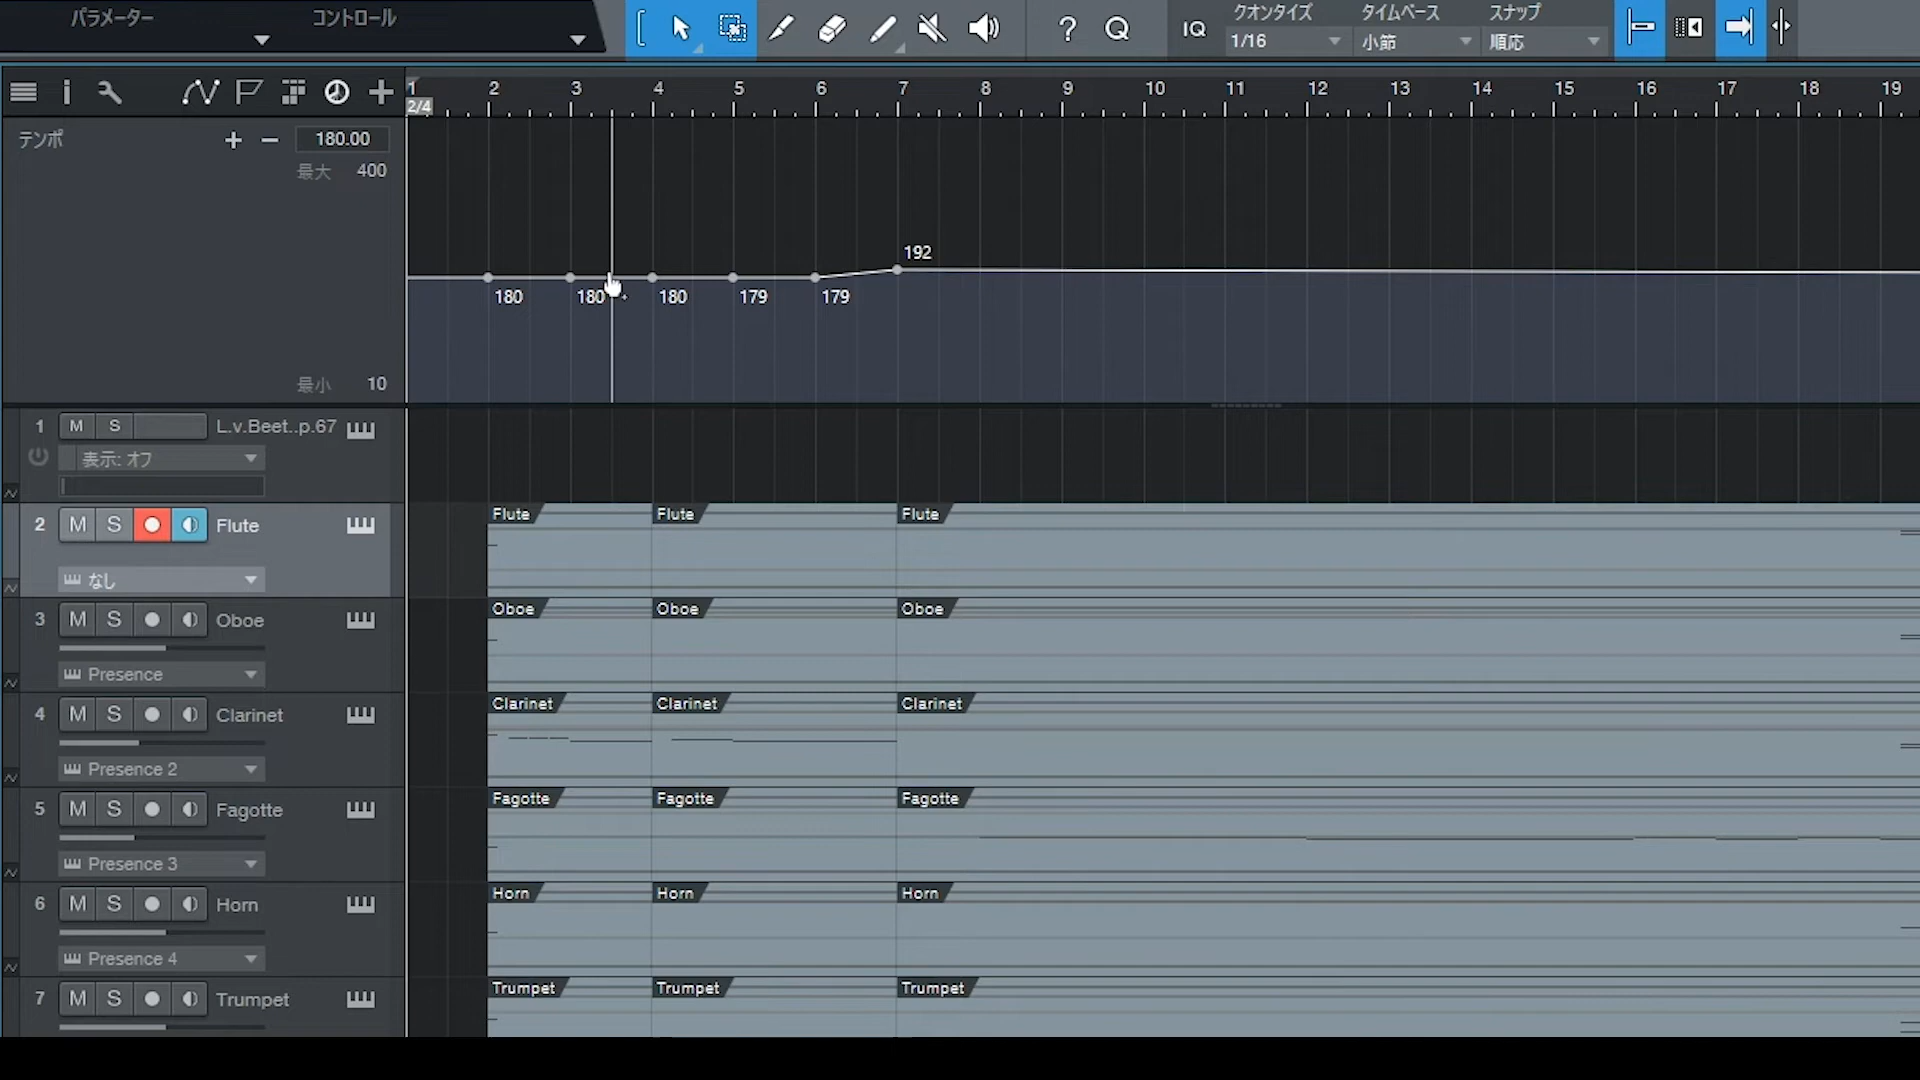 パラメーター コントロール
? Q IQ クオンタイズ タイムベース スナップ
1/16 小節 順応
1 2 3 4 5 6 7 8 9 10 11 12 13 14 15 16 17 18 19
2/4
テンポ + − 180.00
最大 400
192
180 180 180 179 179
最小 10
1 M S L.v.Beet..p.67
表示: オフ
2 M S Flute
なし
Flute Flute Flute
3 M S Oboe
Presence
Oboe Oboe Oboe
4 M S Clarinet
Presence 2
Clarinet Clarinet Clarinet
5 M S Fagotte
Presence 3
Fagotte Fagotte Fagotte
6 M S Horn
Presence 4
Horn Horn Horn
7 M S Trumpet
Trumpet Trumpet Trumpet